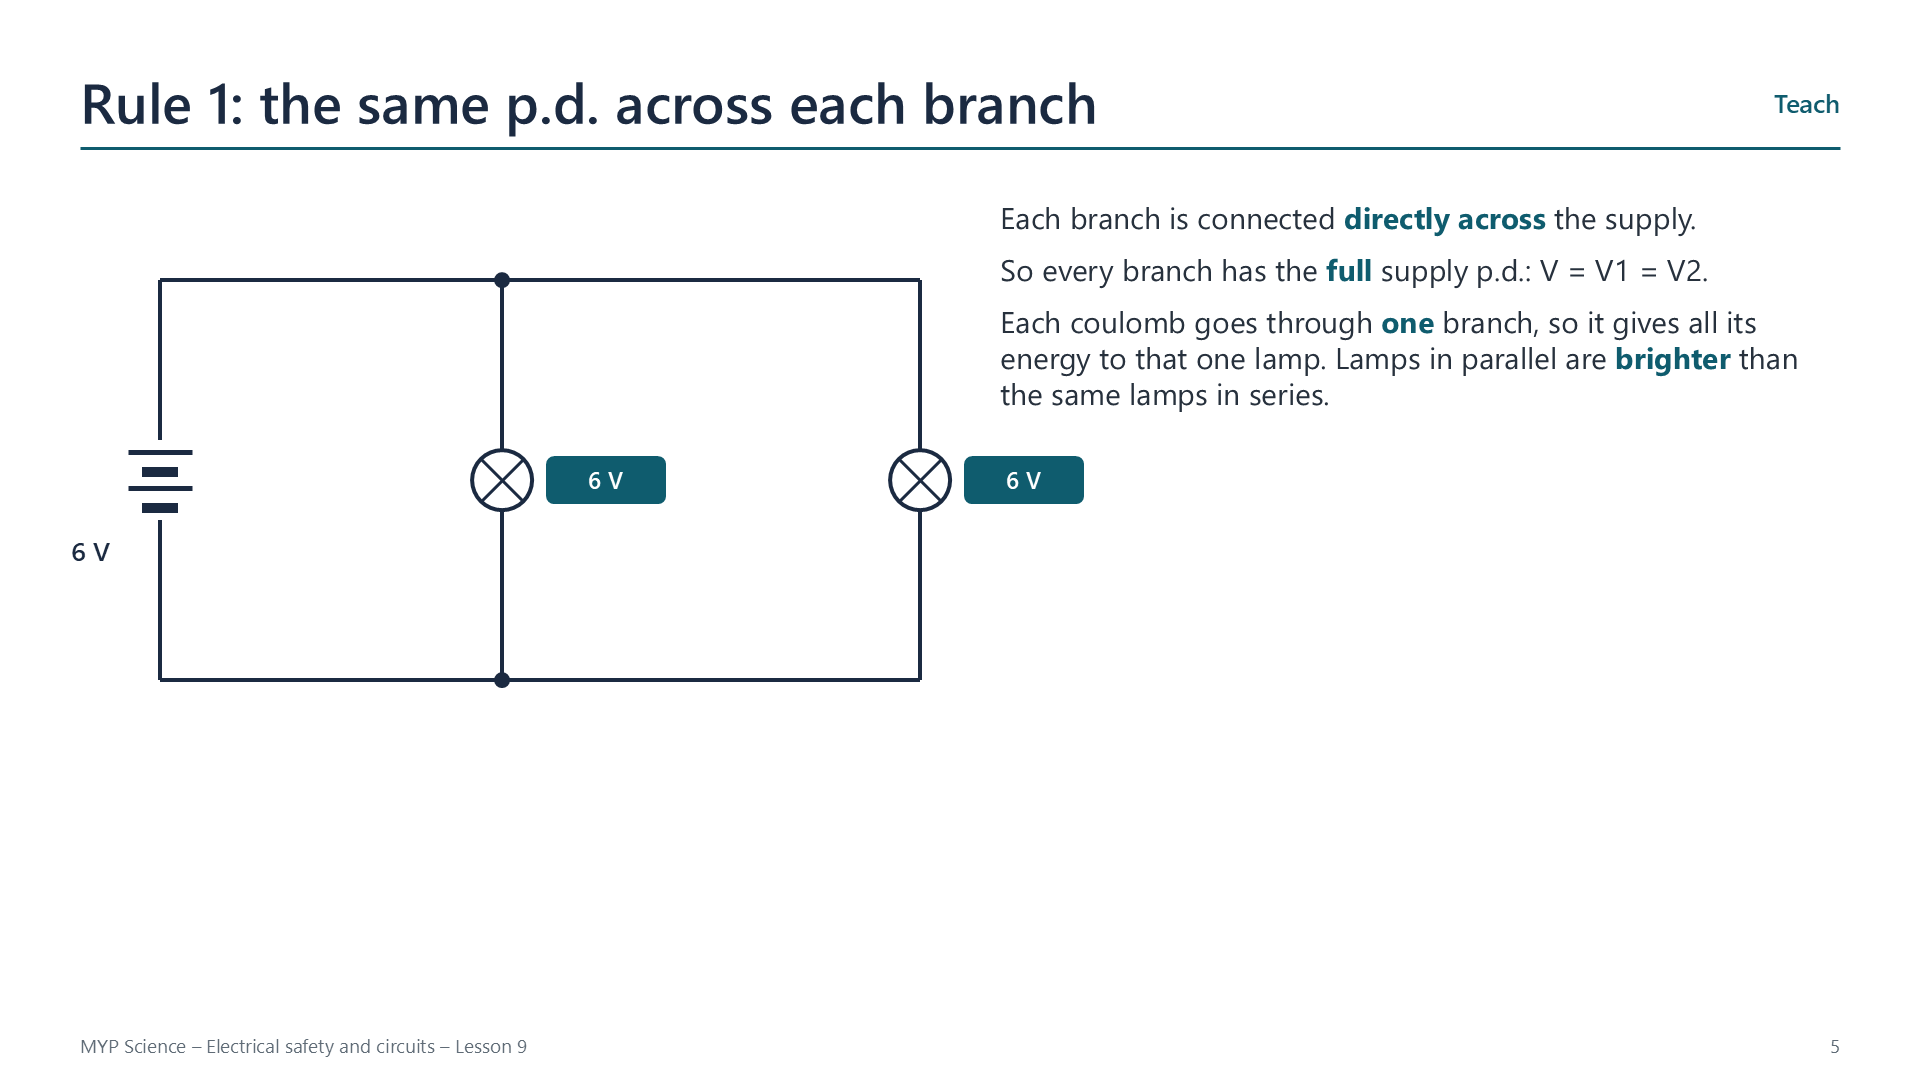 Rule 1: the same p.d. across each branch
Teach
Each branch is connected directly across the supply.
So every branch has the full supply p.d.: V = V1 = V2.
Each coulomb goes through one branch, so it gives all its
energy to that one lamp. Lamps in parallel are brighter than
the same lamps in series.
6 V
6 V
6 V
MYP Science – Electrical safety and circuits – Lesson 9
5